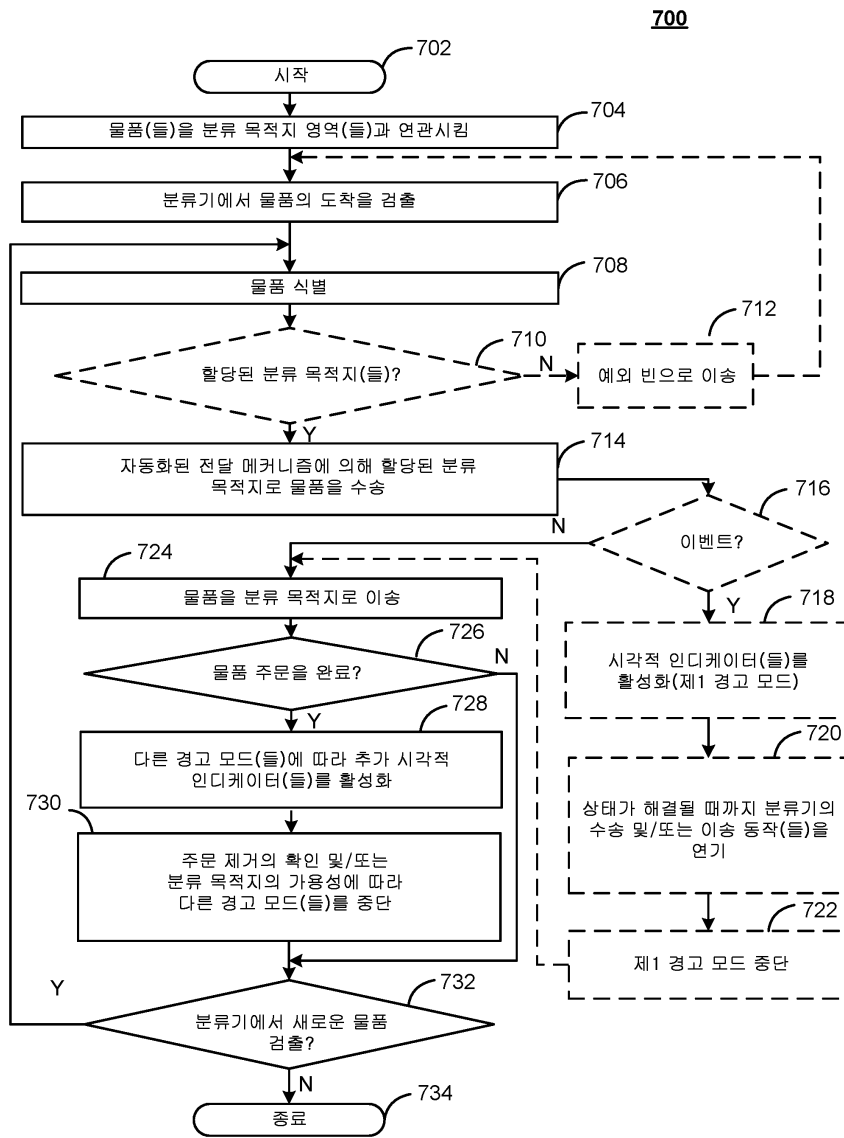 700
702
시작
704
물품(들)을 분류 목적지 영역(들)과 연관시킴
706
분류기에서 물품의 도착을 검출
708
물품 식별
710
할당된 분류 목적지(들)?
N
712
예외 빈으로 이송
Y
714
자동화된 전달 메커니즘에 의해 할당된 분류
목적지로 물품을 수송
716
이벤트?
N
Y
718
시각적 인디케이터(들)를
활성화(제1 경고 모드)
720
상태가 해결될 때까지 분류기의
수송 및/또는 이송 동작(들)을
연기
722
제1 경고 모드 중단
724
물품을 분류 목적지로 이송
726
물품 주문을 완료?
N
Y
728
다른 경고 모드(들)에 따라 추가 시각적
인디케이터(들)를 활성화
730
주문 제거의 확인 및/또는
분류 목적지의 가용성에 따라
다른 경고 모드(들)를 중단
732
분류기에서 새로운 물품
검출?
Y
N
734
종료